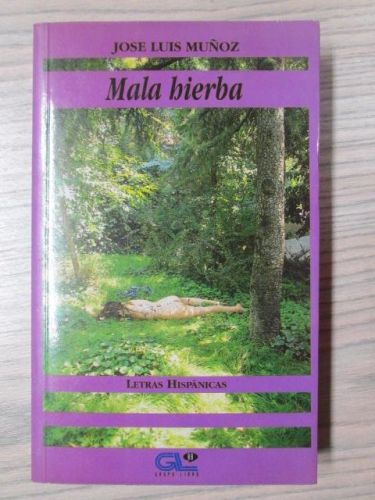 JOSE LUIS MUÑOZ
Mala hierba
LETRAS HISPÁNICAS
GL
GRUPO LIBRO